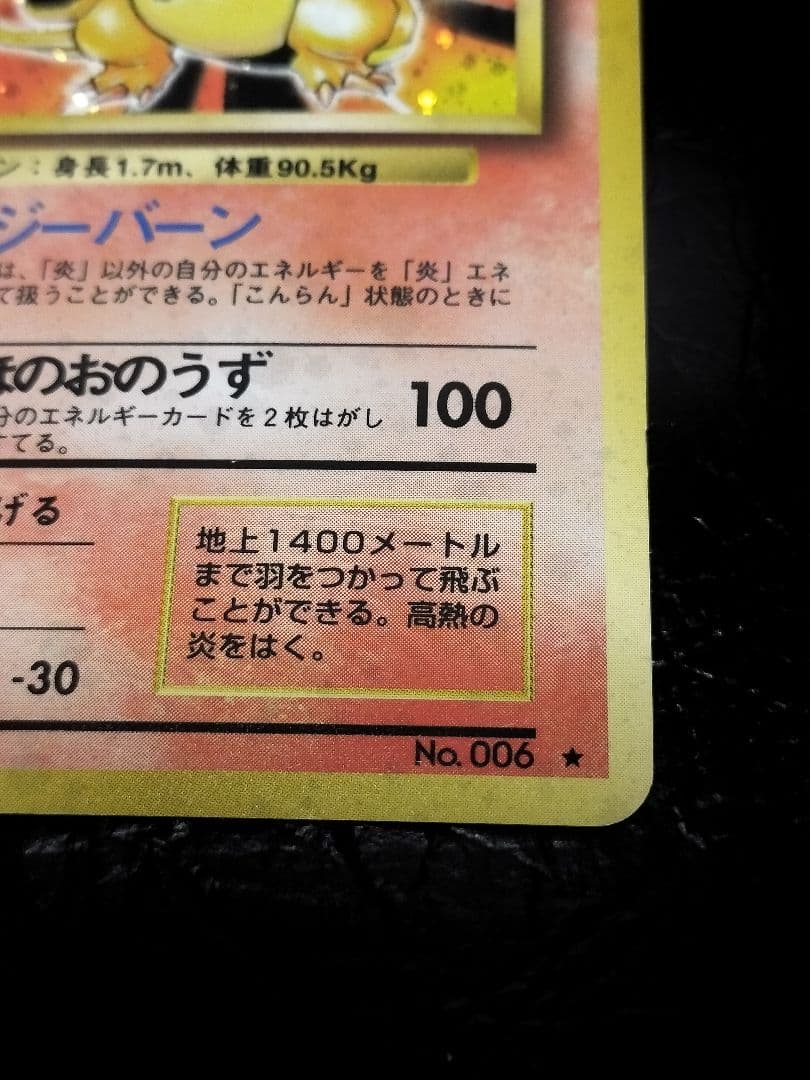 ン：身長1.7m、体重90.5Kg
ジーバーン
は、「炎」以外の自分のエネルギーを「炎」エネ
て扱うことができる。「こんらん」状態のときに
ほのおのうず 100
分のエネルギーカードを2枚はがし
すてる。
げる
地上1400メートル
まで羽をつかって飛ぶ
ことができる。高熱の
炎をはく。
-30
No. 006 ★